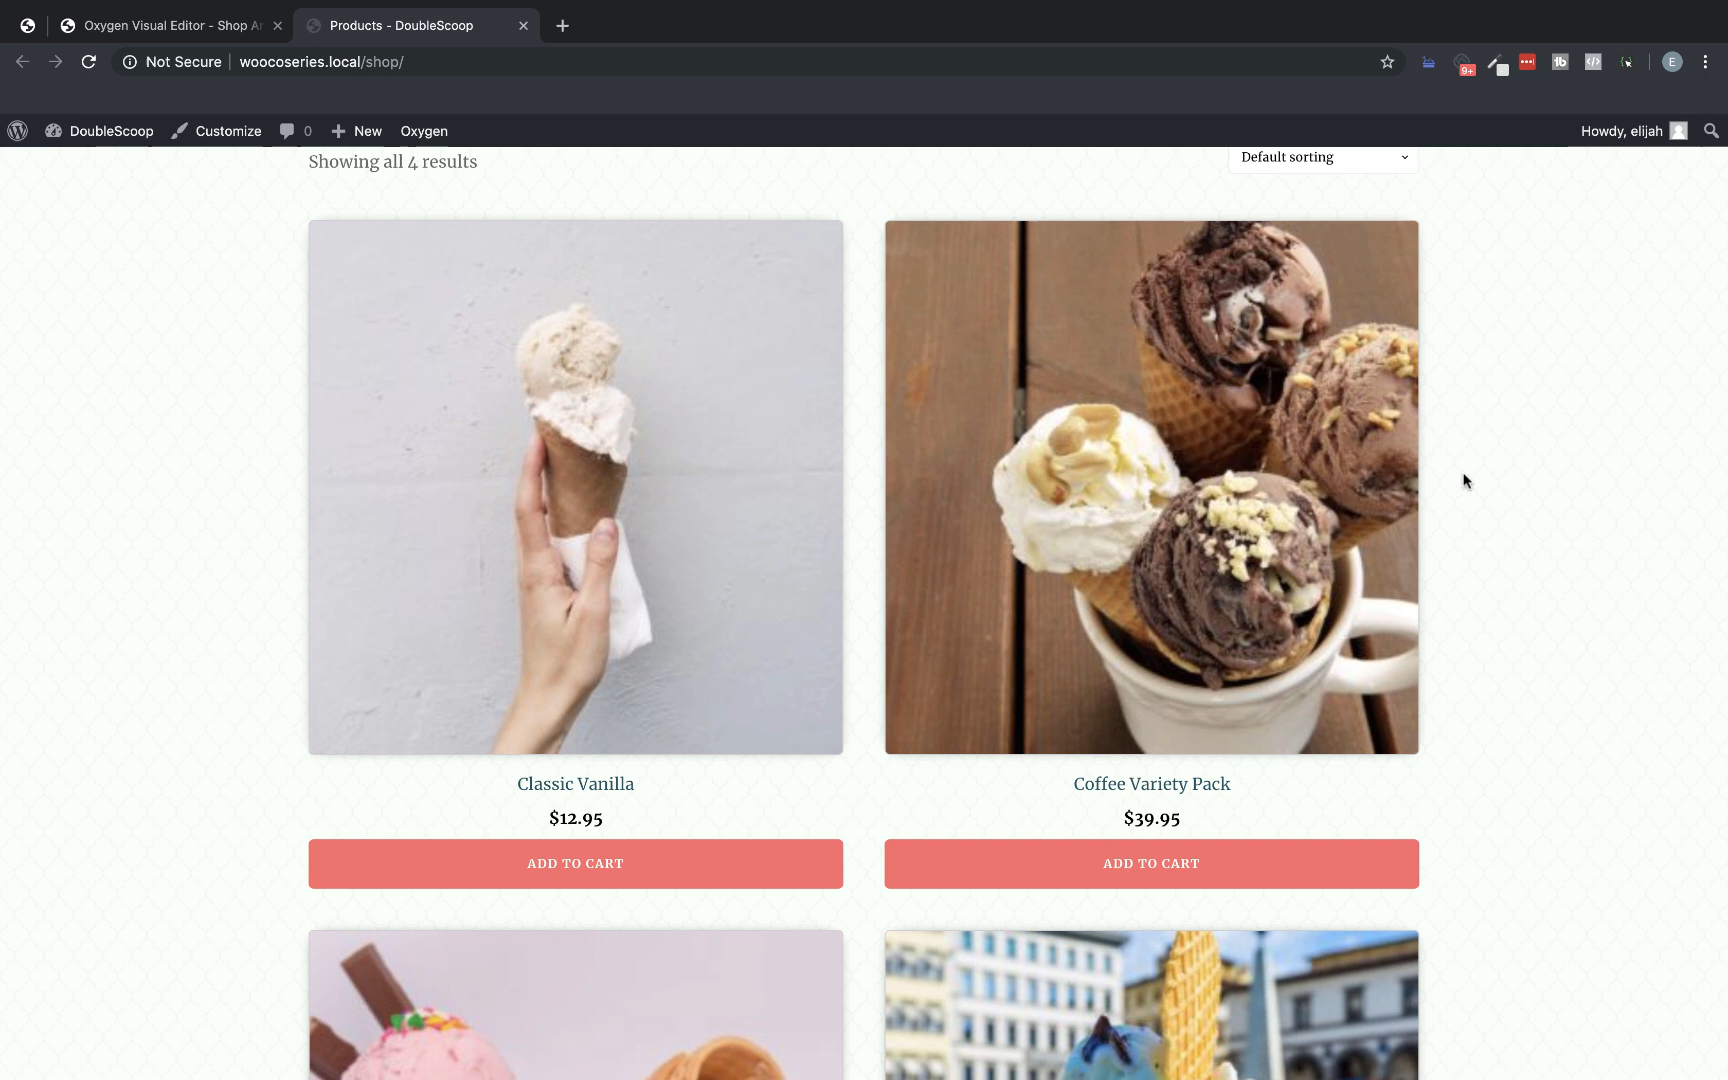 Oxygen Visual Editor - Shop Ar
Products - DoubleScoop
Not Secure
woocoseries.local/shop/
9+
E
DoubleScoop
Customize
0
New
Oxygen
Howdy, elijah
Showing all 4 results
Default sorting
Classic Vanilla
Coffee Variety Pack
$12.95
$39.95
ADD TO CART
ADD TO CART